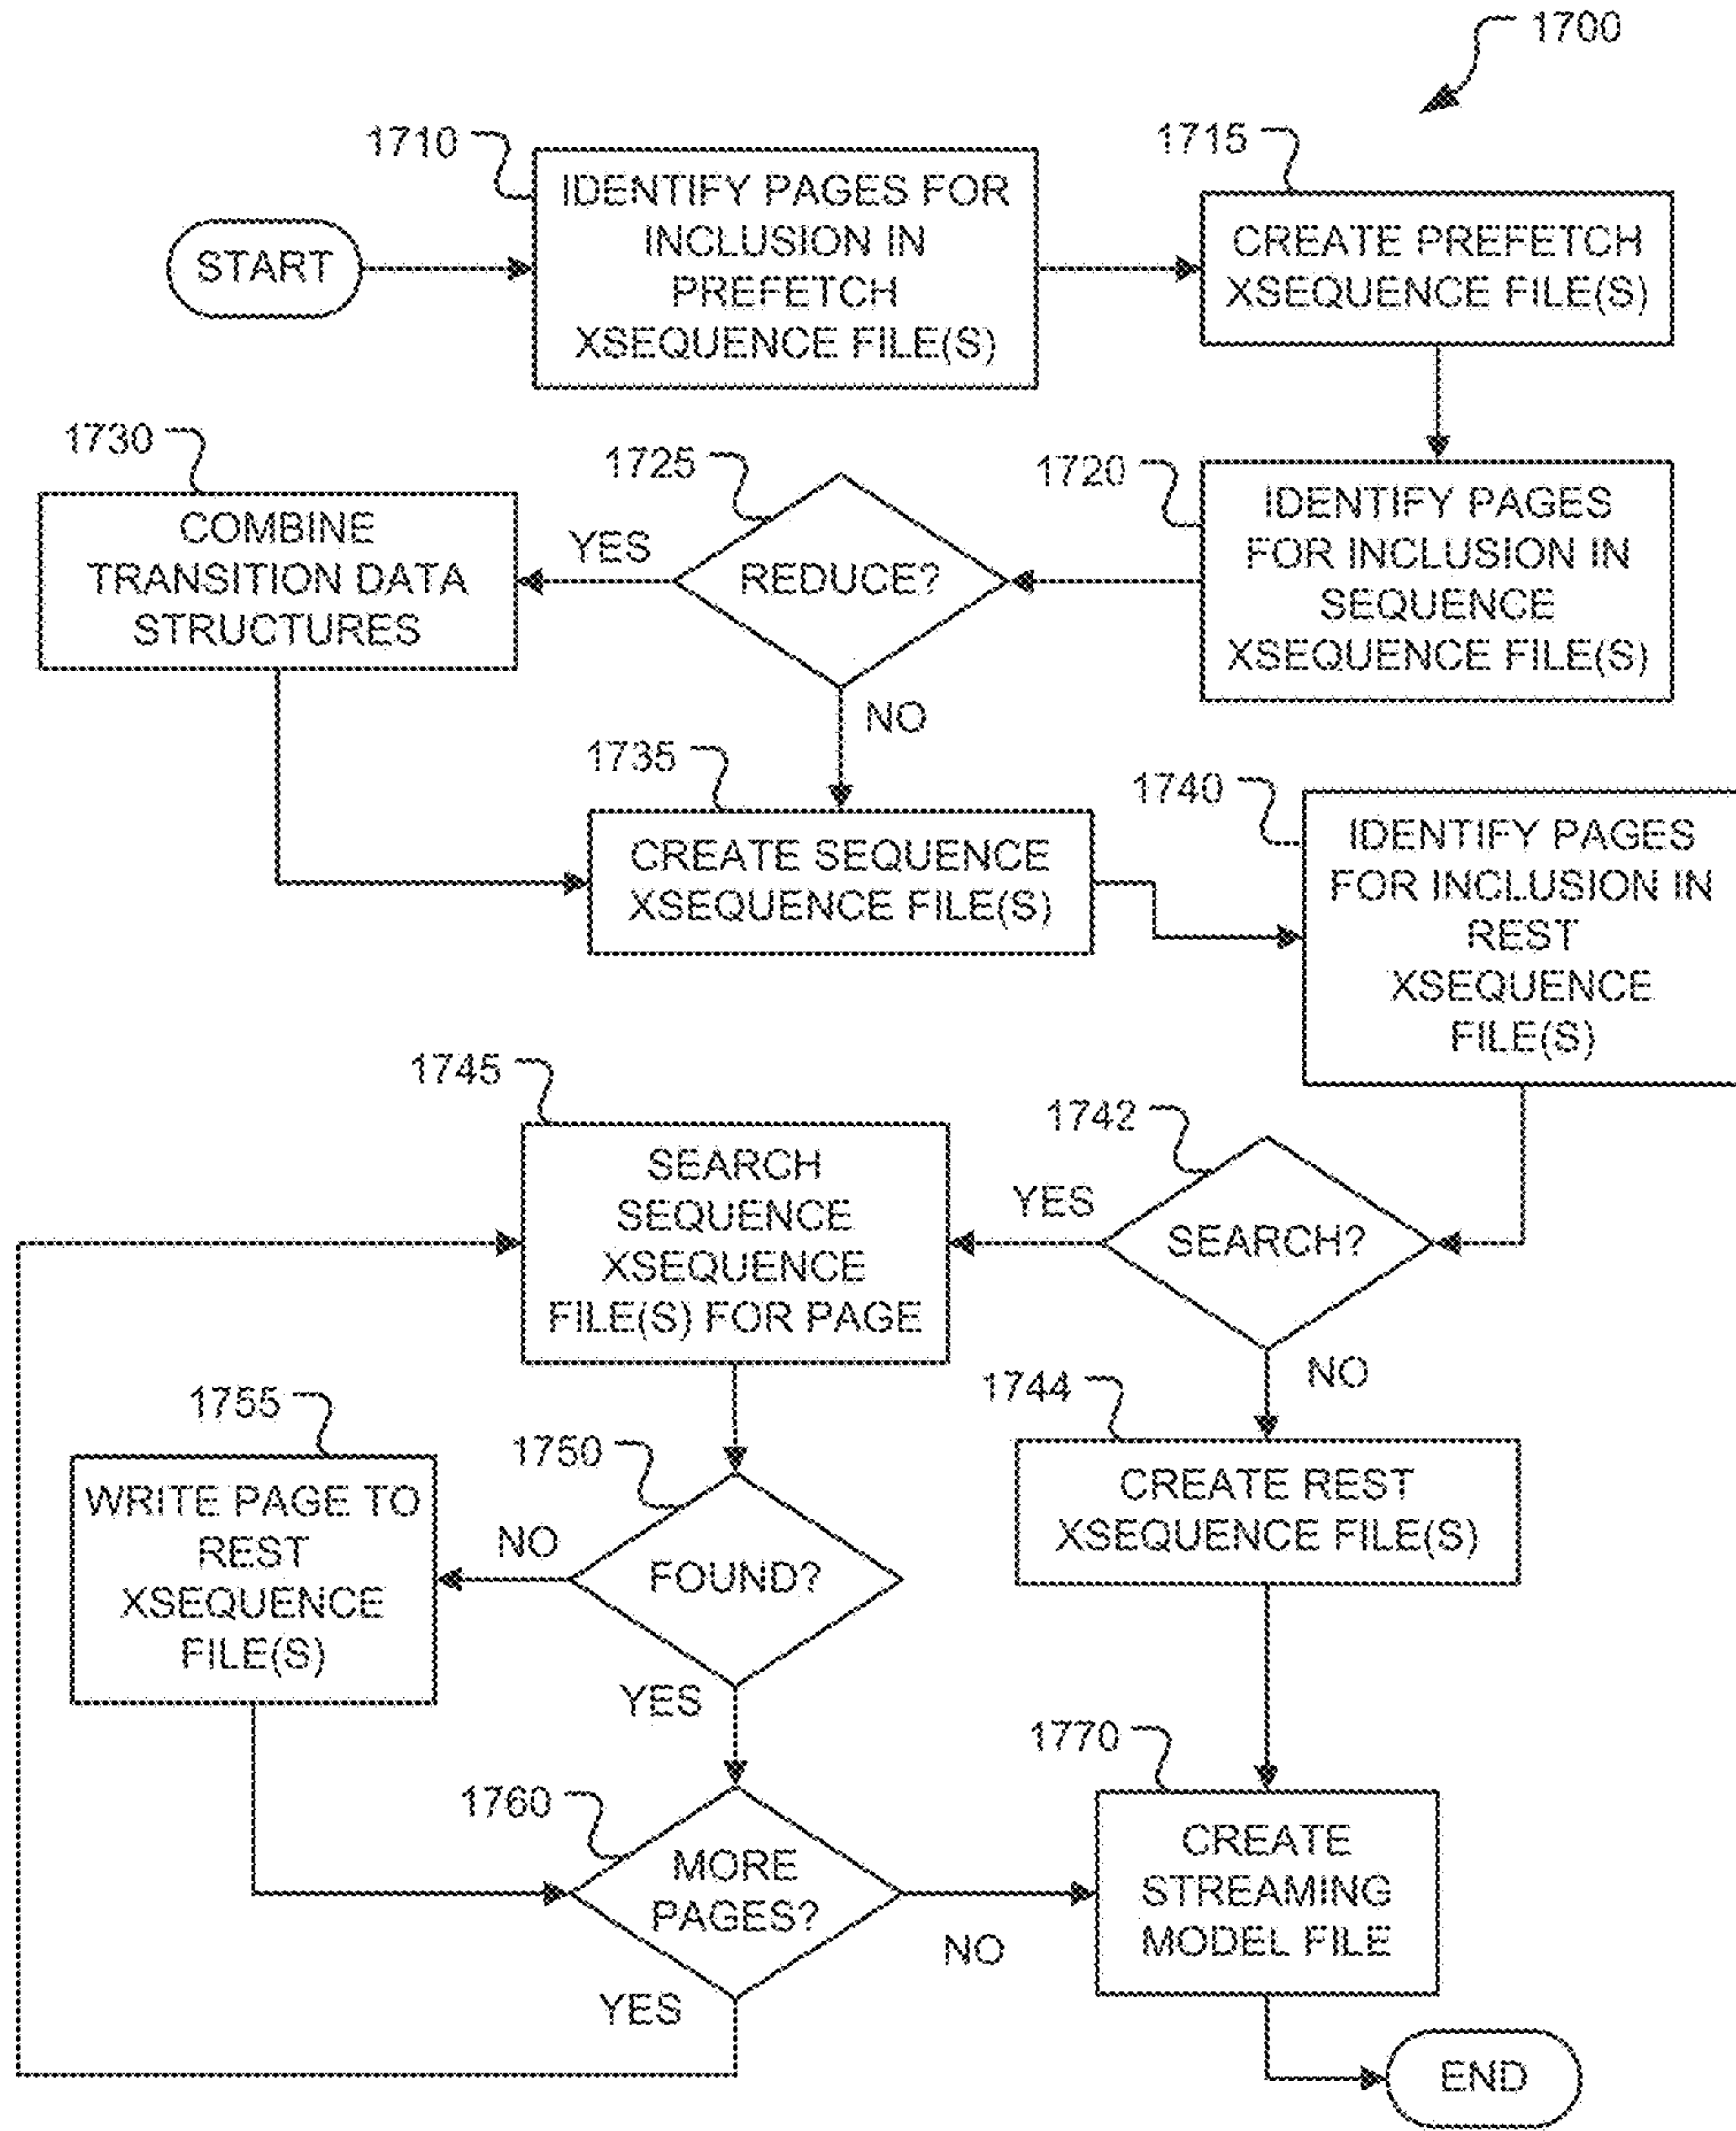 1700
1710
IDENTIFY PAGES FOR
INCLUSION IN
PREFETCH
XSEQUENCE FILE(S)
1715
CREATE PREFETCH
XSEQUENCE FILE(S)
START
1730
COMBINE
TRANSITION DATA
STRUCTURES
YES
1725
REDUCE?
NO
1720
IDENTIFY PAGES
FOR INCLUSION IN
SEQUENCE
XSEQUENCE FILE(S)
1735
CREATE SEQUENCE
XSEQUENCE FILE(S)
1740
IDENTIFY PAGES
FOR INCLUSION IN
REST
XSEQUENCE
FILE(S)
1745
SEARCH
SEQUENCE
XSEQUENCE
FILE(S) FOR PAGE
YES
1742
SEARCH?
NO
1744
CREATE REST
XSEQUENCE FILE(S)
1755
WRITE PAGE TO
REST
XSEQUENCE
FILE(S)
NO
1750
FOUND?
YES
1760
MORE
PAGES?
YES
NO
1770
CREATE
STREAMING
MODEL FILE
END